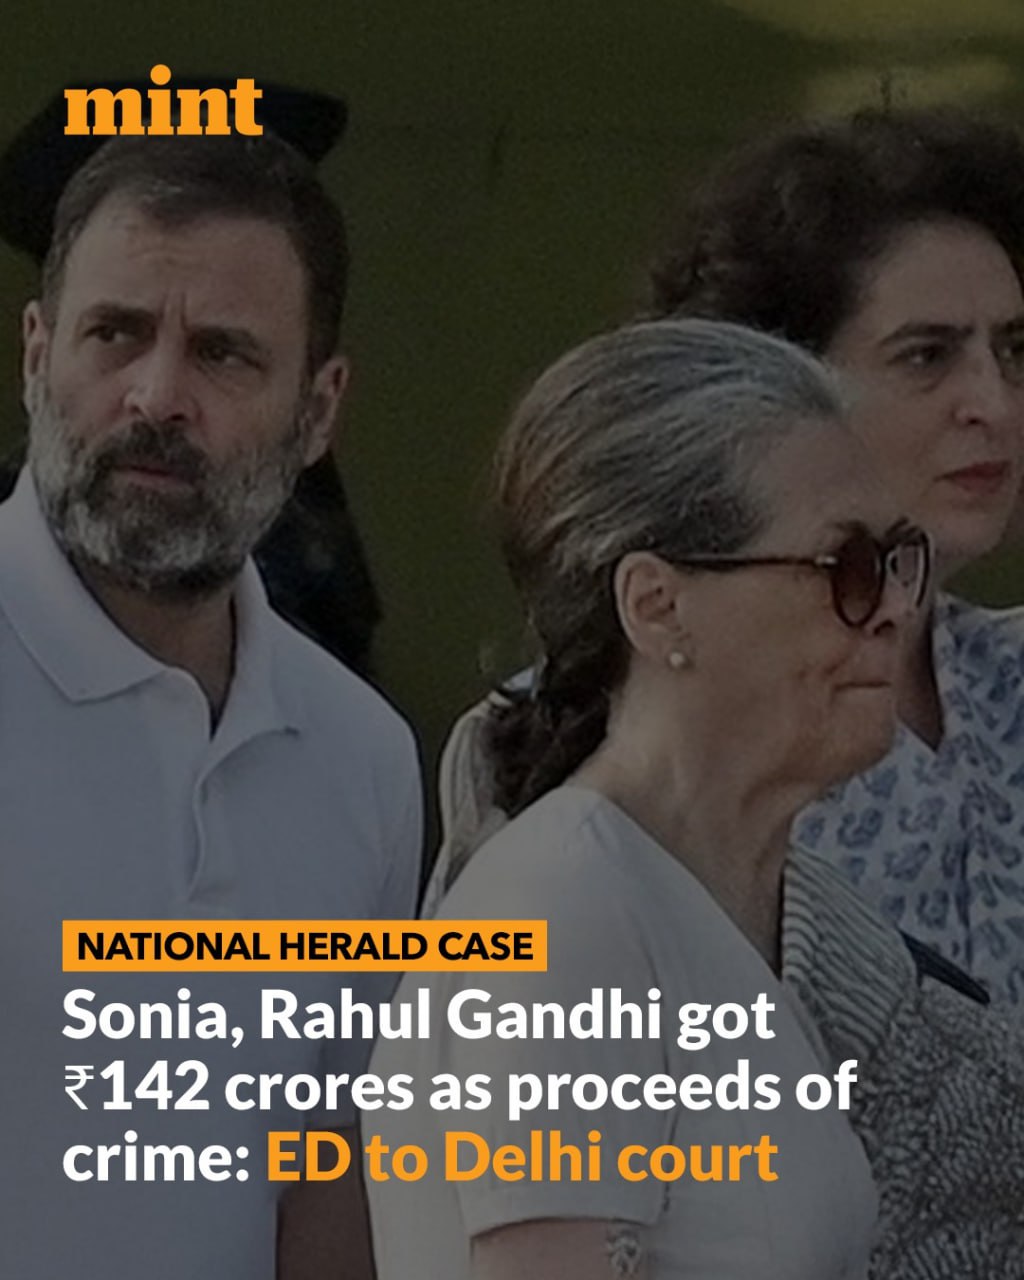 mint
NATIONAL HERALD CASE
Sonia, Rahul Gandhi got
₹142 crores as proceeds of
crime: ED to Delhi court